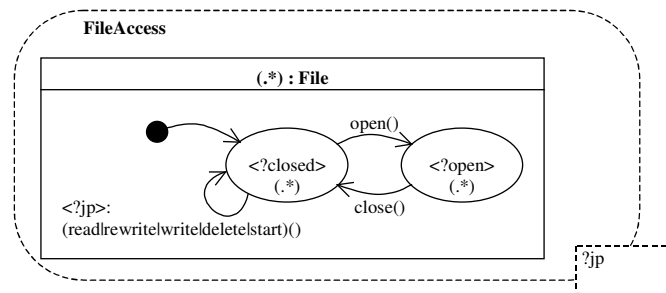 FileAccess
(.*) : File
open()
<?closed>
(.*)
<?open>
(.*)
close()
<?jp>:
(read|rewrite|write|delete|start)()
?jp